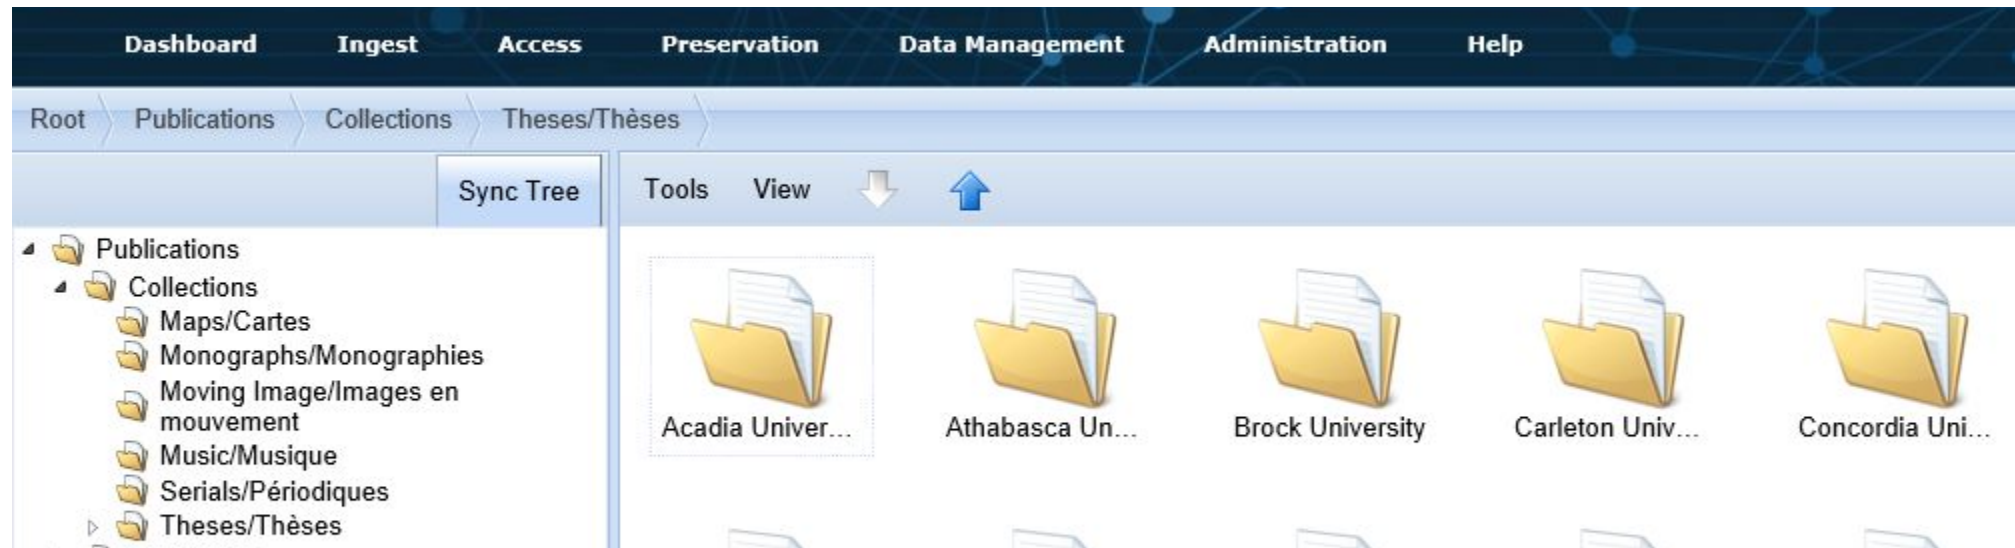 Dashboard Ingest Access Preservation Data Management Administration Help
Root Publications Collections Theses/Thèses
Sync Tree
Tools View
Publications
Collections
Maps/Cartes
Monographs/Monographies
Moving Image/Images en
mouvement
Music/Musique
Serials/Périodiques
Theses/Thèses
Acadia Univer... Athabasca Un... Brock University Carleton Univ... Concordia Uni...